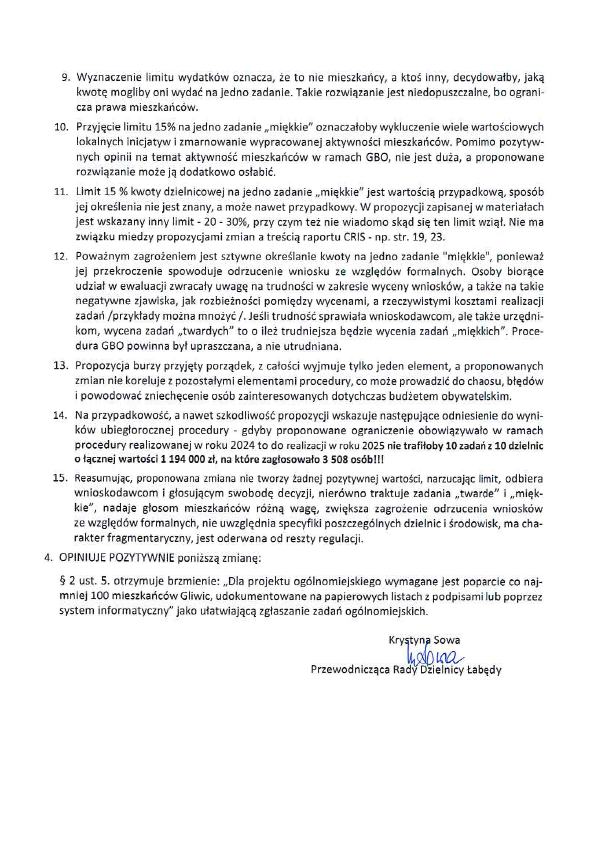 9. Wyznaczenie limitu wydatków oznacza, że to nie mieszkańcy, a ktoś inny, decydowałby, jaką
kwotę mogliby oni wydać na jedno zadanie. Takie rozwiązanie jest niedopuszczalne, bo ograni-
cza prawa mieszkańców.
10. Przyjęcie limitu 15% na jedno zadanie „miękkie” oznaczałoby wykluczenie wiele wartościowych
lokalnych inicjatyw i zmarnowanie wypracowanej aktywności mieszkańców. Pomimo pozytyw-
nych opinii na temat aktywność mieszkańców w ramach GBO, nie jest duża, a proponowane
rozwiązanie może ją dodatkowo osłabić.
11. Limit 15 % kwoty dzielnicowej na jedno zadanie „miękkie” jest wartością przypadkową, sposób
jej określenia nie jest znany, a może nawet przypadkowy. W propozycji zapisanej w materiałach
jest wskazany inny limit - 20 - 30%, przy czym też nie wiadomo skąd się ten limit wziął. Nie ma
związku miedzy propozycjami zmian a treścią raportu CRIS - np. str. 19, 23.
12. Poważnym zagrożeniem jest sztywne określanie kwoty na jedno zadanie "miękkie", ponieważ
jej przekroczenie spowoduje odrzucenie wniosku ze względów formalnych. Osoby biorące
udział w ewaluacji zwracały uwagę na trudności w zakresie wyceny wniosków, a także na takie
negatywne zjawiska, jak rozbieżności pomiędzy wycenami, a rzeczywistymi kosztami realizacji
zadań /przykłady można mnożyć /. Jeśli trudność sprawiała wnioskodawcom, ale także urzędni-
kom, wycena zadań „twardych” to o ileż trudniejsza będzie wycenia zadań „miękkich”. Proce-
dura GBO powinna był upraszczana, a nie utrudniana.
13. Propozycja burzy przyjęty porządek, z całości wyjmuje tylko jeden element, a proponowanych
zmian nie koreluje z pozostałymi elementami procedury, co może prowadzić do chaosu, błędów
i powodować zniechęcenie osób zainteresowanych dotychczas budżetem obywatelskim.
14. Na przypadkowość, a nawet szkodliwość propozycji wskazuje następujące odniesienie do wyni-
ków ubiegłorocznej procedury - gdyby proponowane ograniczenie obowiązywało w ramach
procedury realizowanej w roku 2024 to do realizacji w roku 2025 nie trafiłoby 10 zadań z 10 dzielnic
o łącznej wartości 1 194 000 zł, na które zagłosowało 3 508 osób!!!
15. Reasumując, proponowana zmiana nie tworzy żadnej pozytywnej wartości, narzucając limit, odbiera
wnioskodawcom i głosującym swobodę decyzji, nierówno traktuje zadania „twarde” i „mięk-
kie”, nadaje głosom mieszkańców różną wagę, zwiększa zagrożenie odrzucenia wniosków
ze względów formalnych, nie uwzględnia specyfiki poszczególnych dzielnic i środowisk, ma cha-
rakter fragmentaryczny, jest oderwana od reszty regulacji.
4. OPINIUJE POZYTYWNIE poniższą zmianę:
§ 2 ust. 5. otrzymuje brzmienie: „Dla projektu ogólnomiejskiego wymagane jest poparcie co naj-
mniej 100 mieszkańców Gliwic, udokumentowane na papierowych listach z podpisami lub poprzez
system informatyczny” jako ułatwiającą zgłaszanie zadań ogólnomiejskich.
Krystyna Sowa
Przewodnicząca Rady Dzielnicy Łabędy